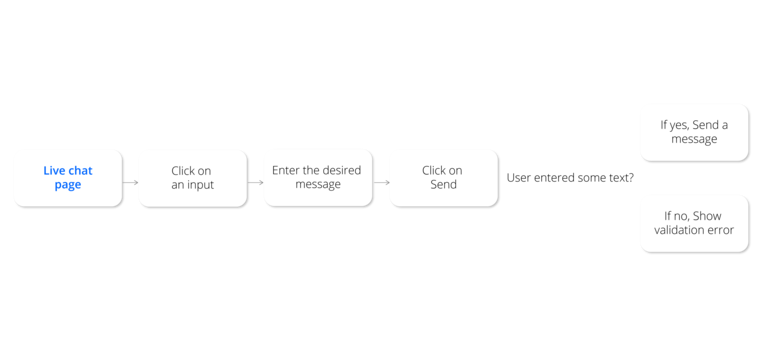 Live chat
page
Click on
an input
Enter the desired
message
Click on
Send
User entered some text?
If yes, Send a
message
If no, Show
validation error